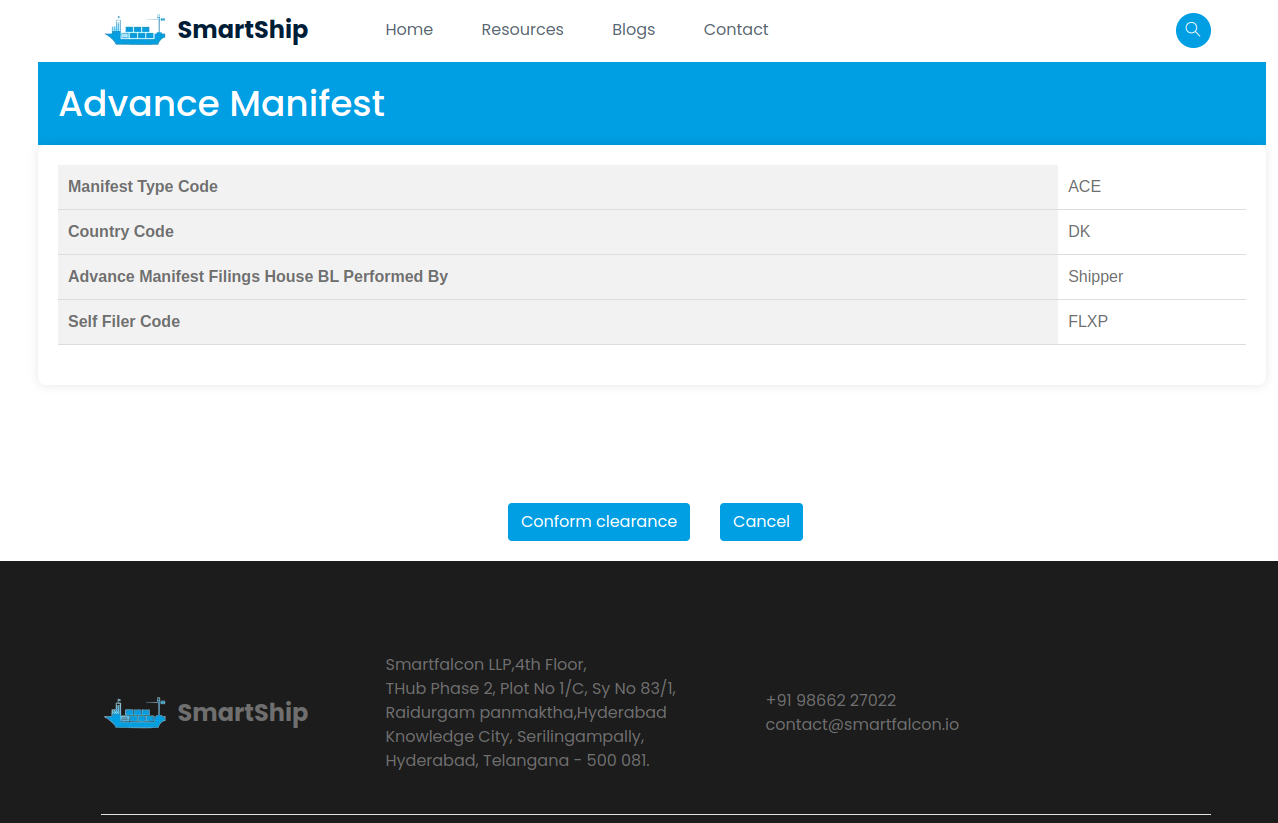 SmartShip Home Resources Blogs Contact
Advance Manifest
Manifest Type Code ACE
Country Code DK
Advance Manifest Filings House BL Performed By Shipper
Self Filer Code FLXP
Conform clearance Cancel
SmartShip
Smartfalcon LLP,4th Floor,
THub Phase 2, Plot No 1/C, Sy No 83/1,
Raidurgam panmaktha,Hyderabad
Knowledge City, Serilingampally,
Hyderabad, Telangana - 500 081.
+91 98662 27022
contact@smartfalcon.io